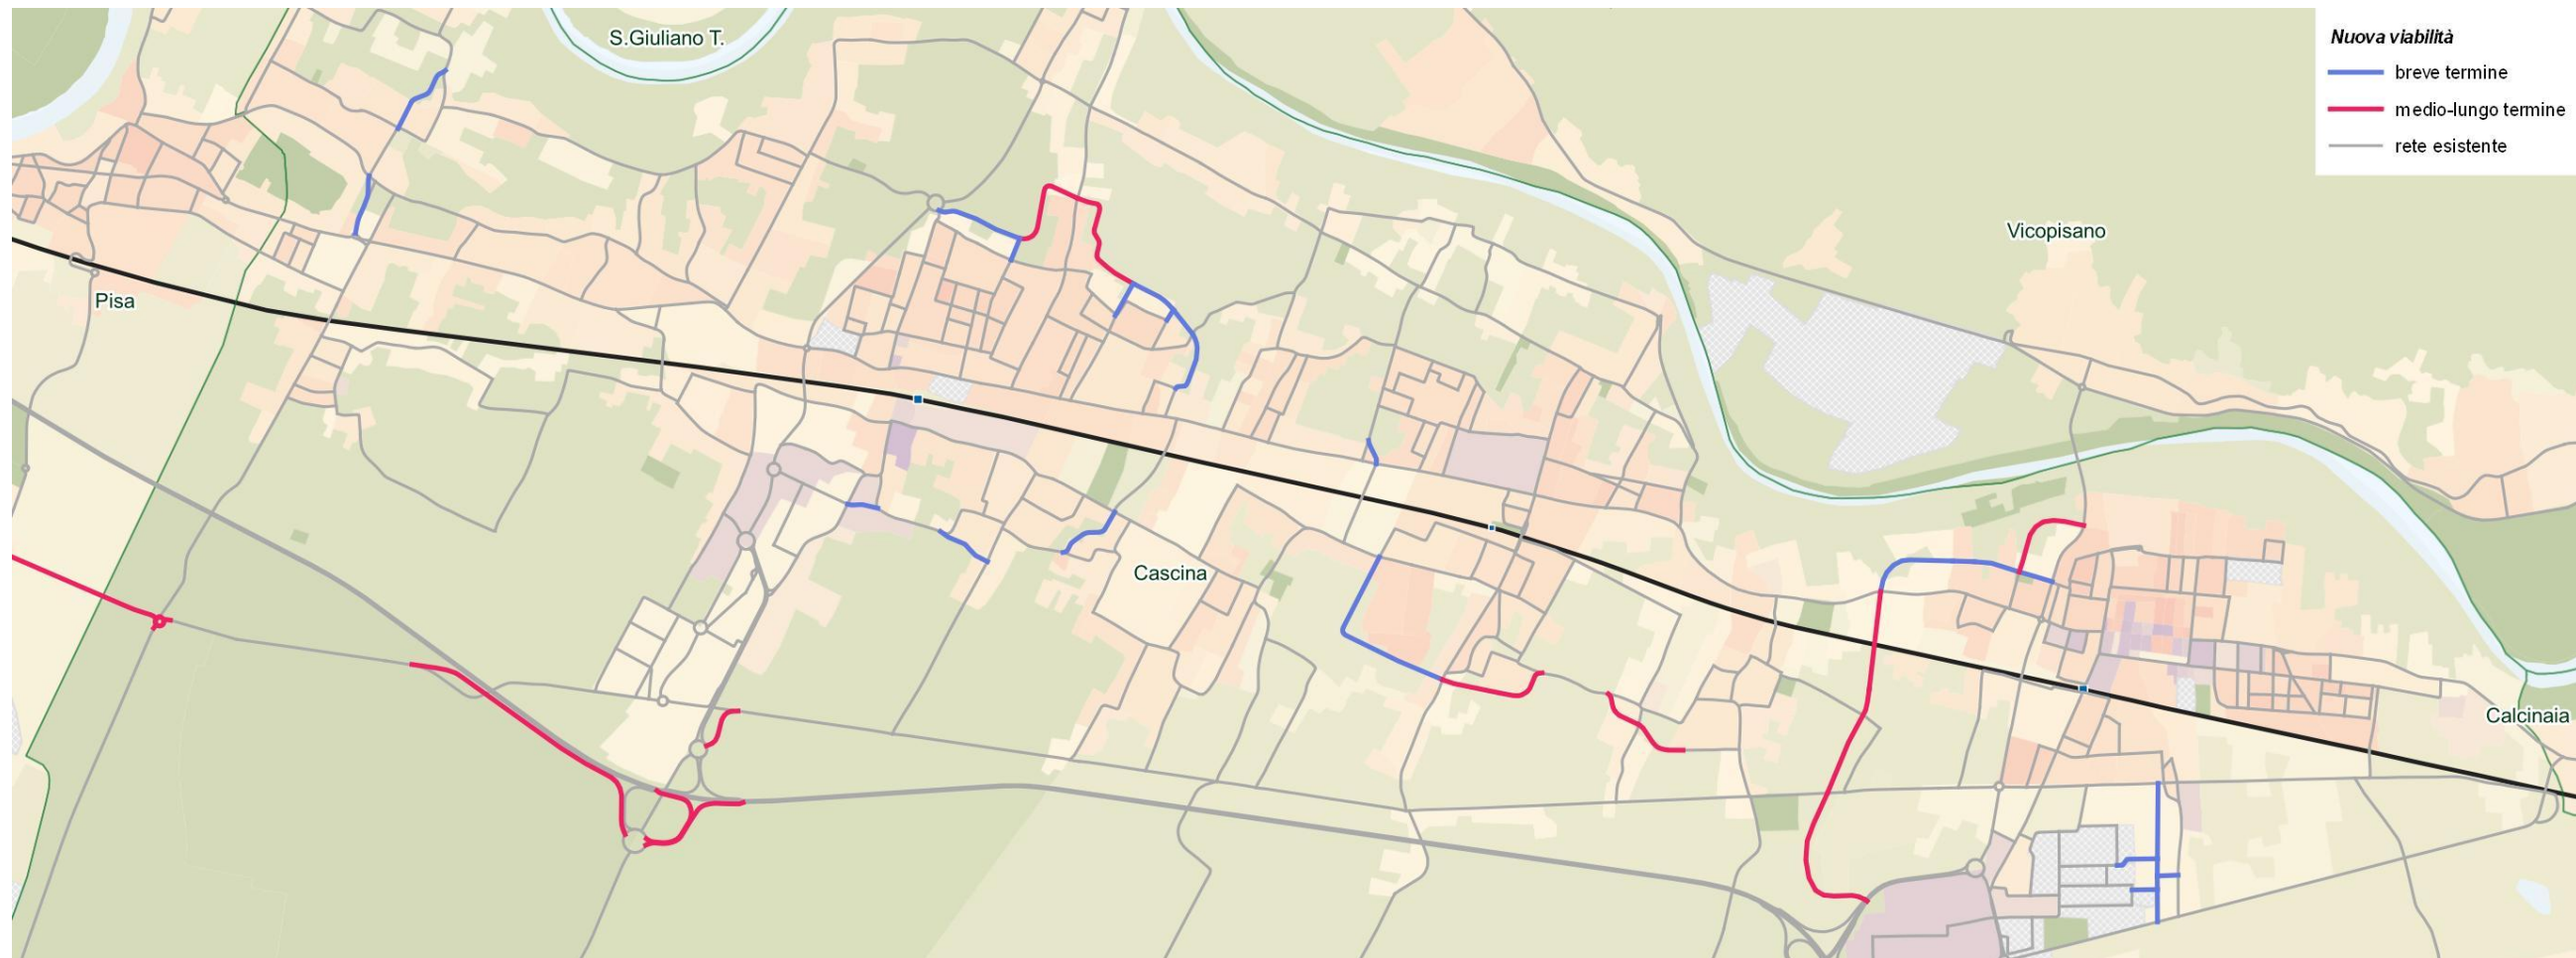 S.Giuliano T.
Nuova viabilità
breve termine
medio-lungo termine
rete esistente
Vicopisano
Pisa
Cascina
Calcinaia